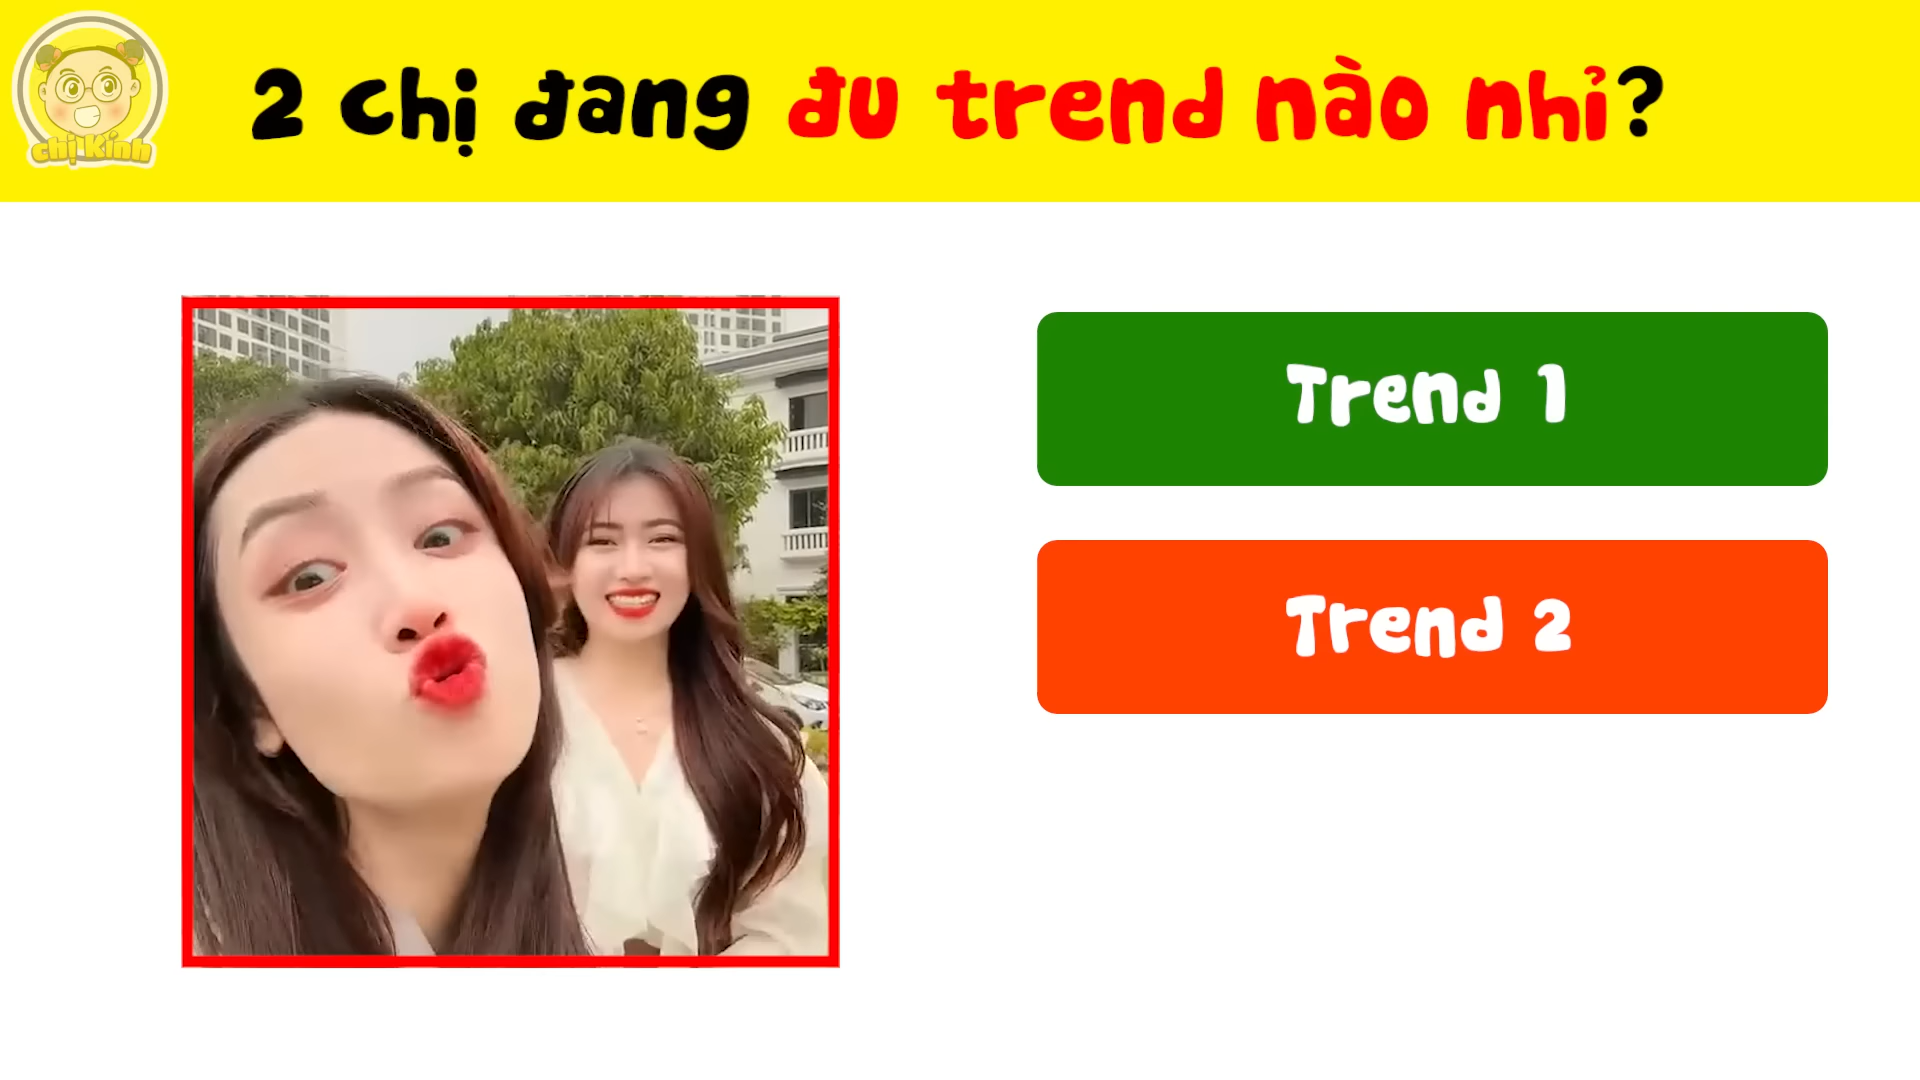 chị Kính
2 chị đang đu trend nào nhỉ?
Trend 1
Trend 2